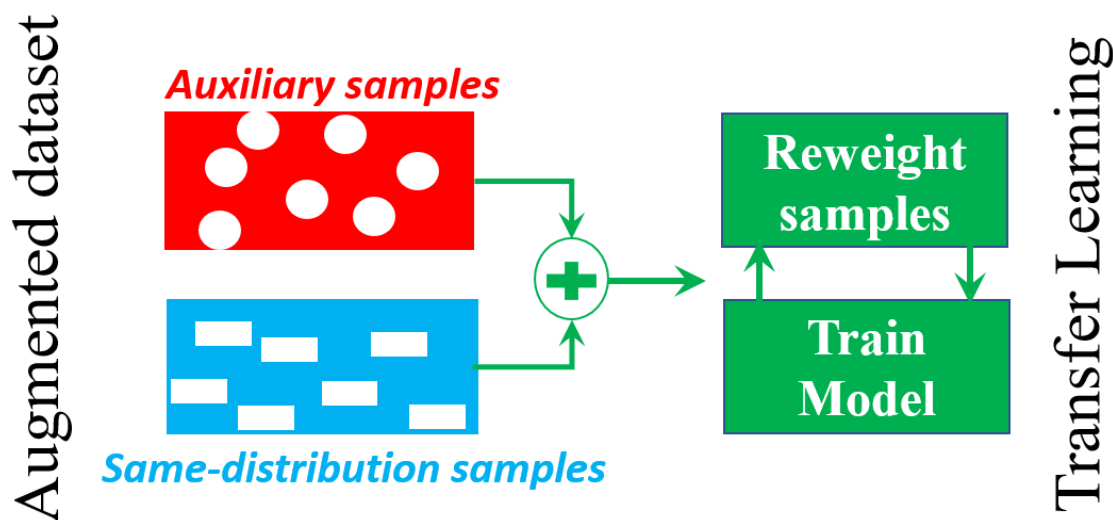 Augmented dataset
Auxiliary samples
Same-distribution samples
Reweight
samples
Train
Model
Transfer Learning